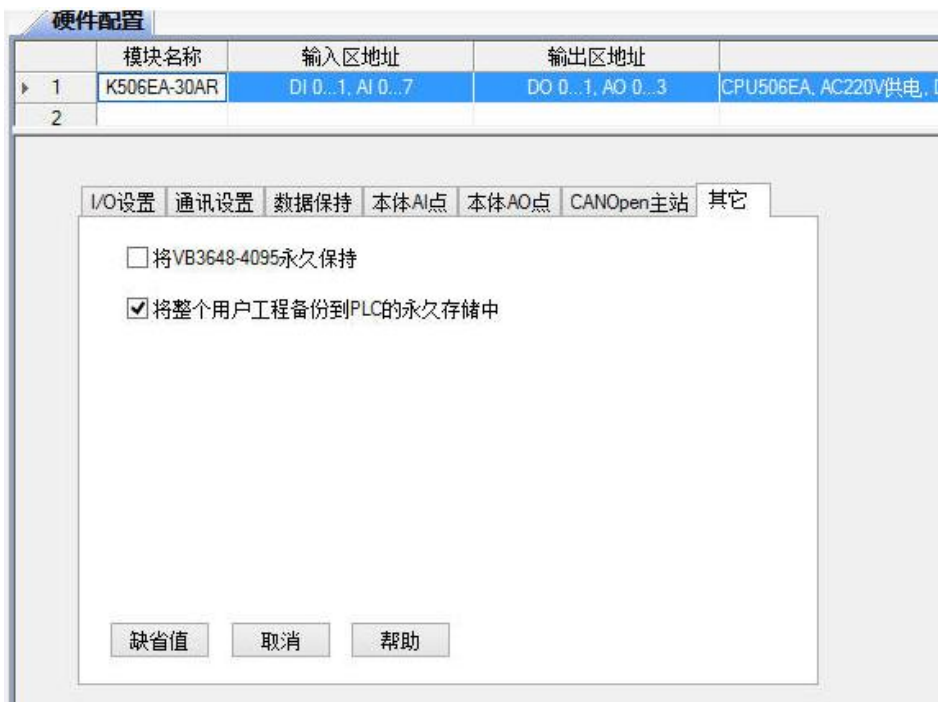 硬件配置
模块名称 输入区地址 输出区地址
1 K506EA-30AR DI 0...1, AI 0...7 DO 0...1, AO 0...3 CPU506EA, AC220V供电,
2
I/O设置 通讯设置 数据保持 本体AI点 本体AO点 CANOpen主站 其它
将VB3648-4095永久保持
将整个用户工程备份到PLC的永久存储中
缺省值 取消 帮助